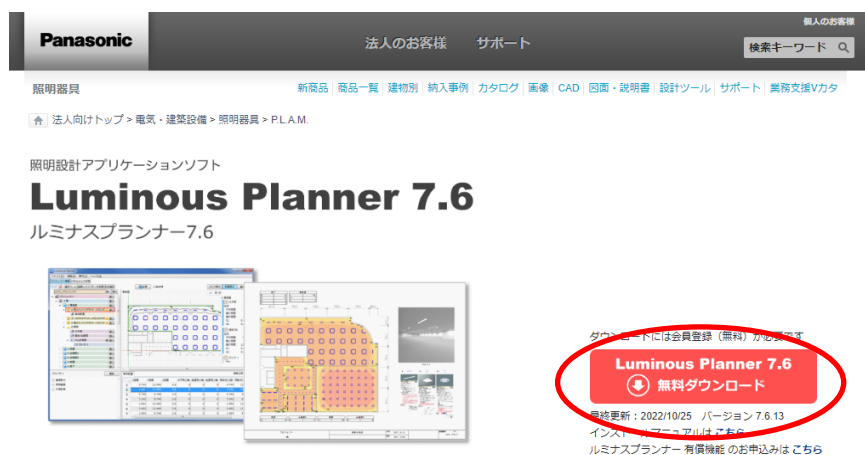 個人のお客様
Panasonic
法人のお客様 サポート
検索キーワード
照明器具
新商品 商品一覧 建物別 納入事例 カタログ 画像 CAD 図面・説明書 設計ツール サポート 業務支援Vカタ
法人向けトップ > 電気・建築設備 > 照明器具 > P.L.A.M.
照明設計アプリケーションソフト
Luminous Planner 7.6
ルミナスプランナー7.6
ダウンロードには会員登録（無料）が必要です
Luminous Planner 7.6
無料ダウンロード
最終更新：2022/10/25 バージョン 7.6.13
インストールマニュアルは こちら
ルミナスプランナー 有償機能 のお申込みは こちら